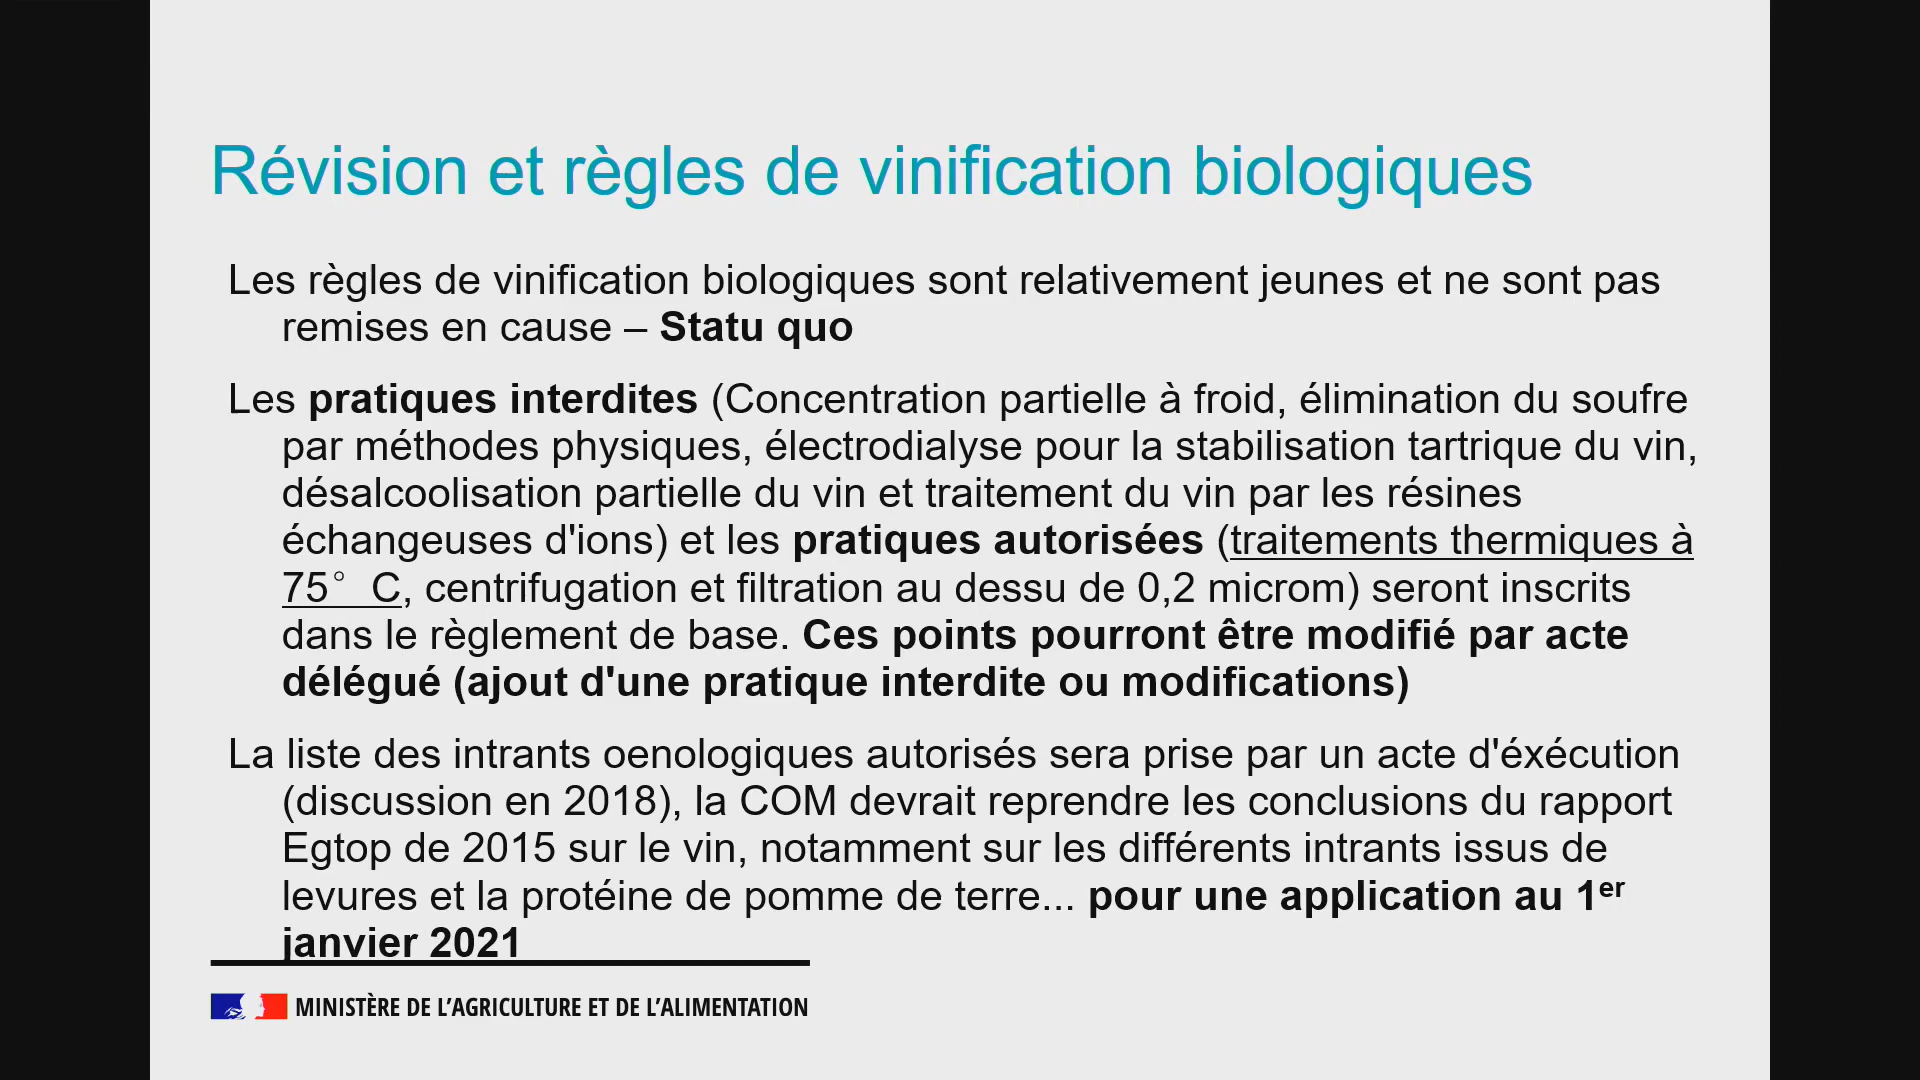 Révision et règles de vinification biologiques
Les règles de vinification biologiques sont relativement jeunes et ne sont pas
remises en cause – Statu quo
Les pratiques interdites (Concentration partielle à froid, élimination du soufre
par méthodes physiques, électrodialyse pour la stabilisation tartrique du vin,
désalcoolisation partielle du vin et traitement du vin par les résines
échangeuses d'ions) et les pratiques autorisées (traitements thermiques à
75° C, centrifugation et filtration au dessu de 0,2 microm) seront inscrits
dans le règlement de base. Ces points pourront être modifié par acte
délégué (ajout d'une pratique interdite ou modifications)
La liste des intrants oenologiques autorisés sera prise par un acte d'éxécution
(discussion en 2018), la COM devrait reprendre les conclusions du rapport
Egtop de 2015 sur le vin, notamment sur les différents intrants issus de
levures et la protéine de pomme de terre... pour une application au 1er
janvier 2021
MINISTÈRE DE L'AGRICULTURE ET DE L'ALIMENTATION